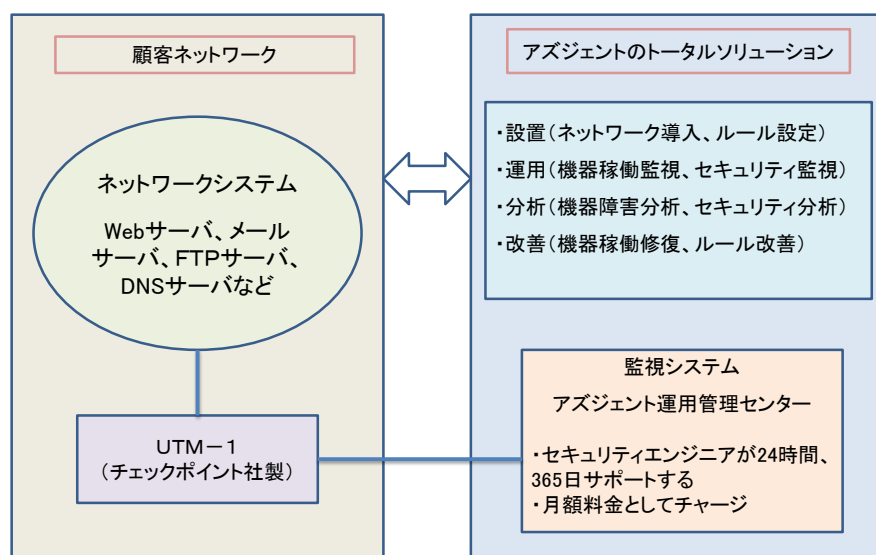 顧客ネットワーク
ネットワークシステム
Webサーバ、メール
サーバ、FTPサーバ、
DNSサーバなど
UTM－1
（チェックポイント社製）
アズジェントのトータルソリューション
・設置（ネットワーク導入、ルール設定）
・運用（機器稼働監視、セキュリティ監視）
・分析（機器障害分析、セキュリティ分析）
・改善（機器稼働修復、ルール改善）
監視システム
アズジェント運用管理センター
・セキュリティエンジニアが24時間、
365日サポートする
・月額料金としてチャージ